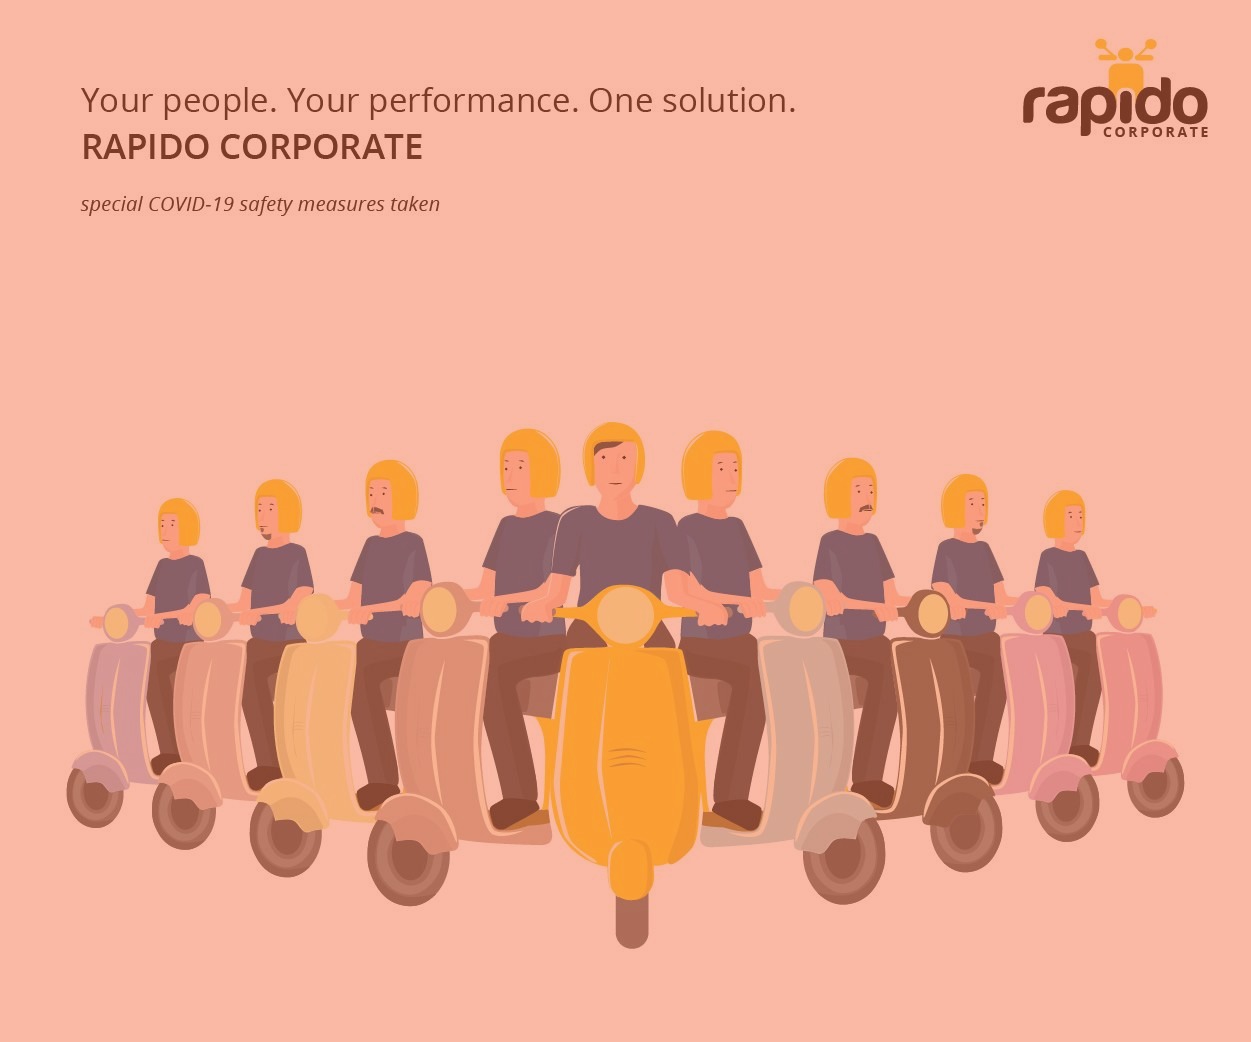 Your people. Your performance. One solution.
RAPIDO CORPORATE
special COVID-19 safety measures taken
rapido
CORPORATE